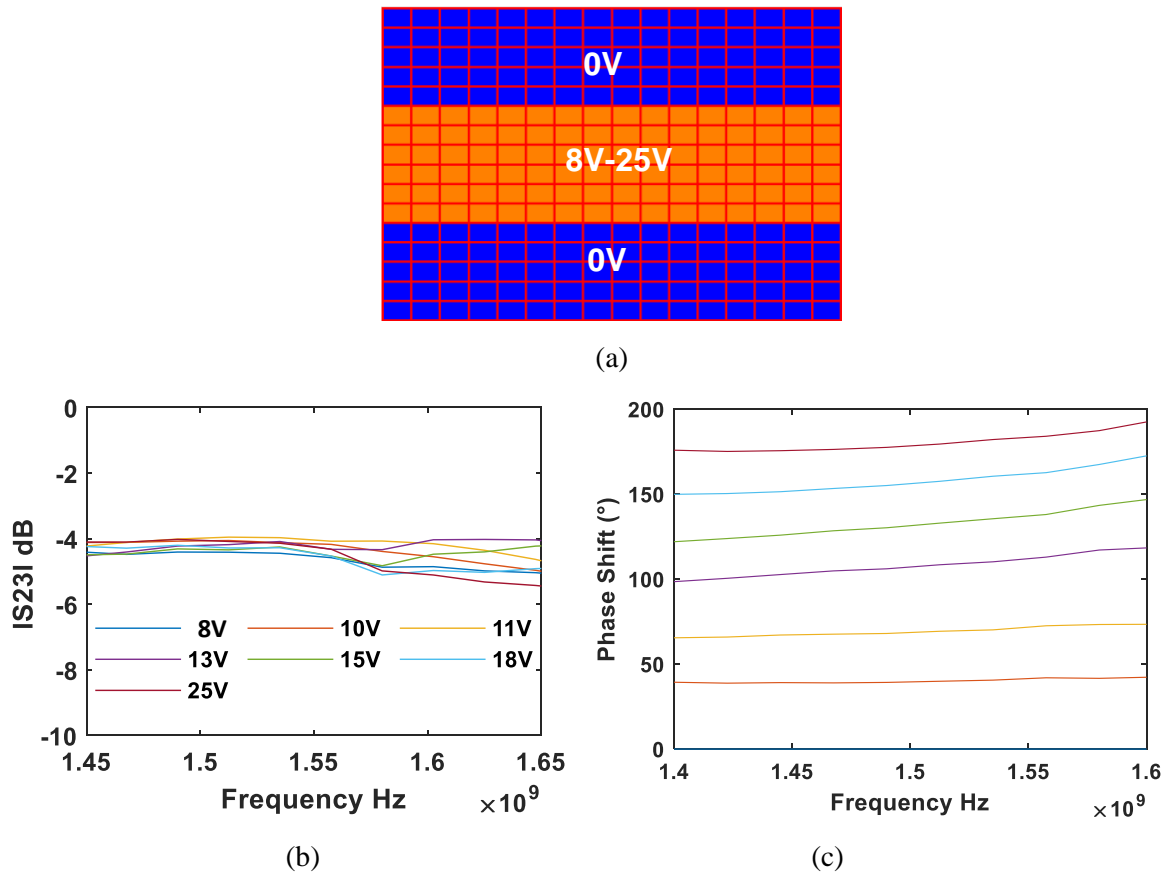 0V
8V-25V
0V
(a)
0
-2
-4
-6
-8
-10
IS23I dB
8V 10V 11V
13V 15V 18V
25V
1.45 1.5 1.55 1.6 1.65
Frequency Hz ×10⁹
(b)
200
150
100
50
0
Phase Shift (°)
1.4 1.45 1.5 1.55 1.6
Frequency Hz ×10⁹
(c)